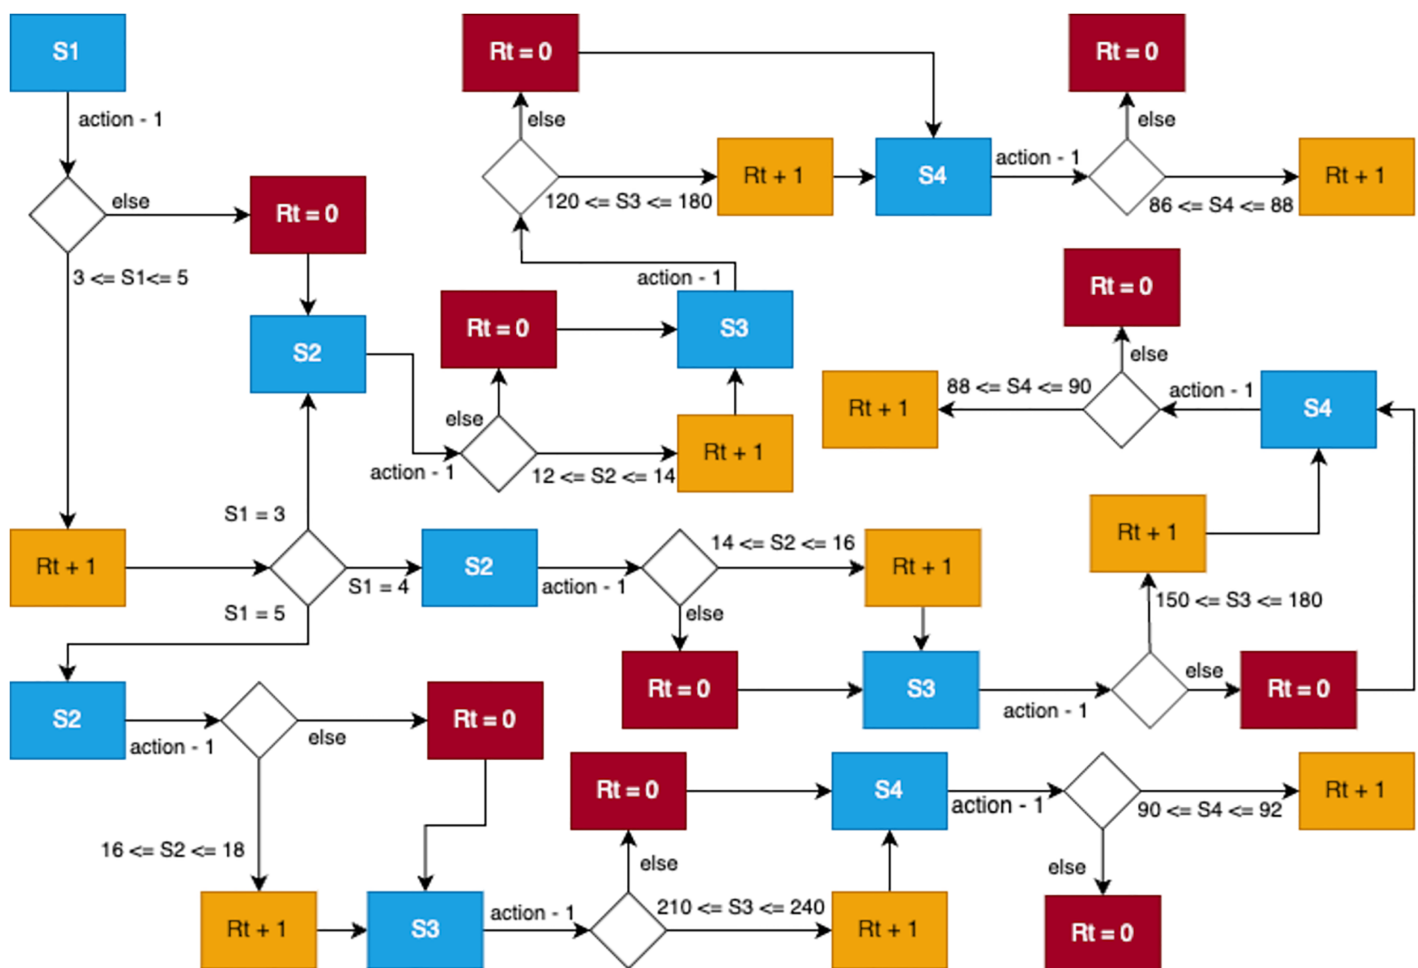 S1
action - 1
else
3 <= S1<= 5
Rt = 0
S2
Rt + 1
S1 = 3
S1 = 4
S1 = 5
action - 1
else
12 <= S2 <= 14
Rt = 0
Rt + 1
S3
action - 1
else
120 <= S3 <= 180
Rt = 0
Rt + 1
S4
action - 1
else
86 <= S4 <= 88
Rt = 0
Rt + 1
S2
action - 1
14 <= S2 <= 16
else
Rt + 1
Rt = 0
S3
action - 1
150 <= S3 <= 180
else
Rt + 1
Rt = 0
S4
action - 1
else
88 <= S4 <= 90
Rt = 0
Rt + 1
S2
action - 1
else
16 <= S2 <= 18
Rt = 0
Rt + 1
S3
action - 1
else
210 <= S3 <= 240
Rt = 0
Rt + 1
S4
action - 1
90 <= S4 <= 92
else
Rt + 1
Rt = 0